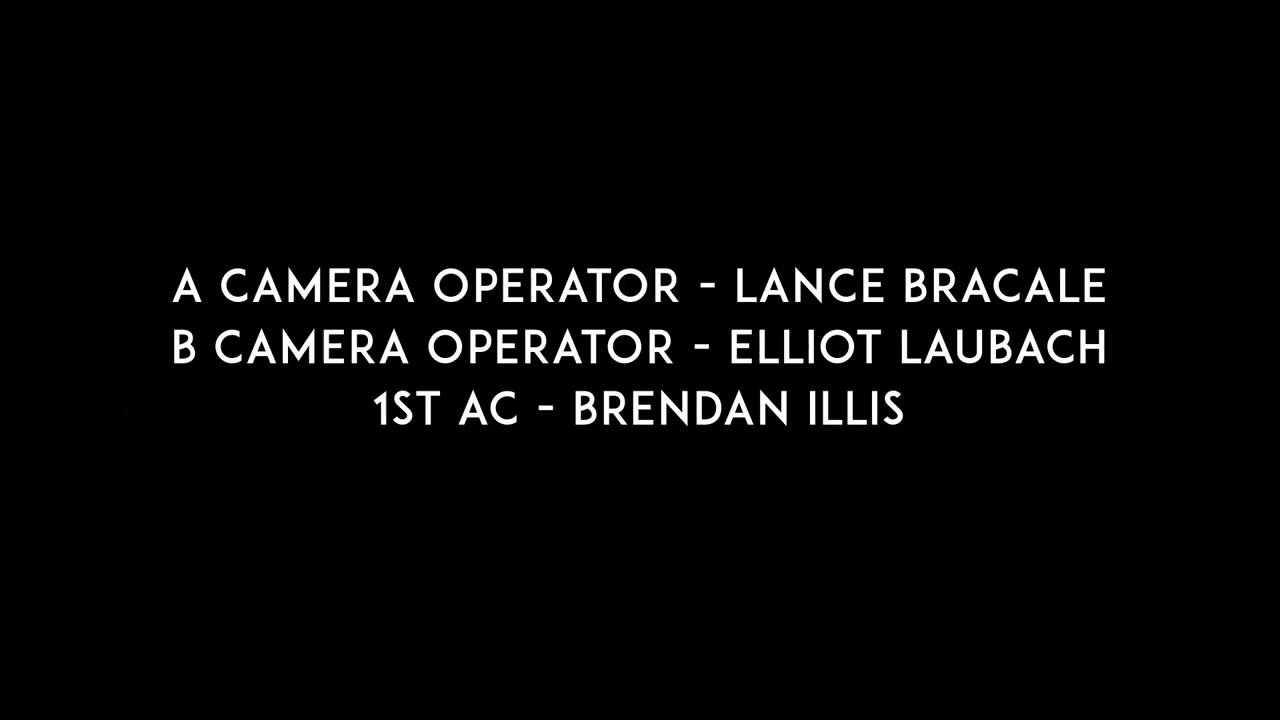 A CAMERA OPERATOR - LANCE BRACALE
B CAMERA OPERATOR - ELLIOT LAUBACH
1ST AC - BRENDAN ILLIS